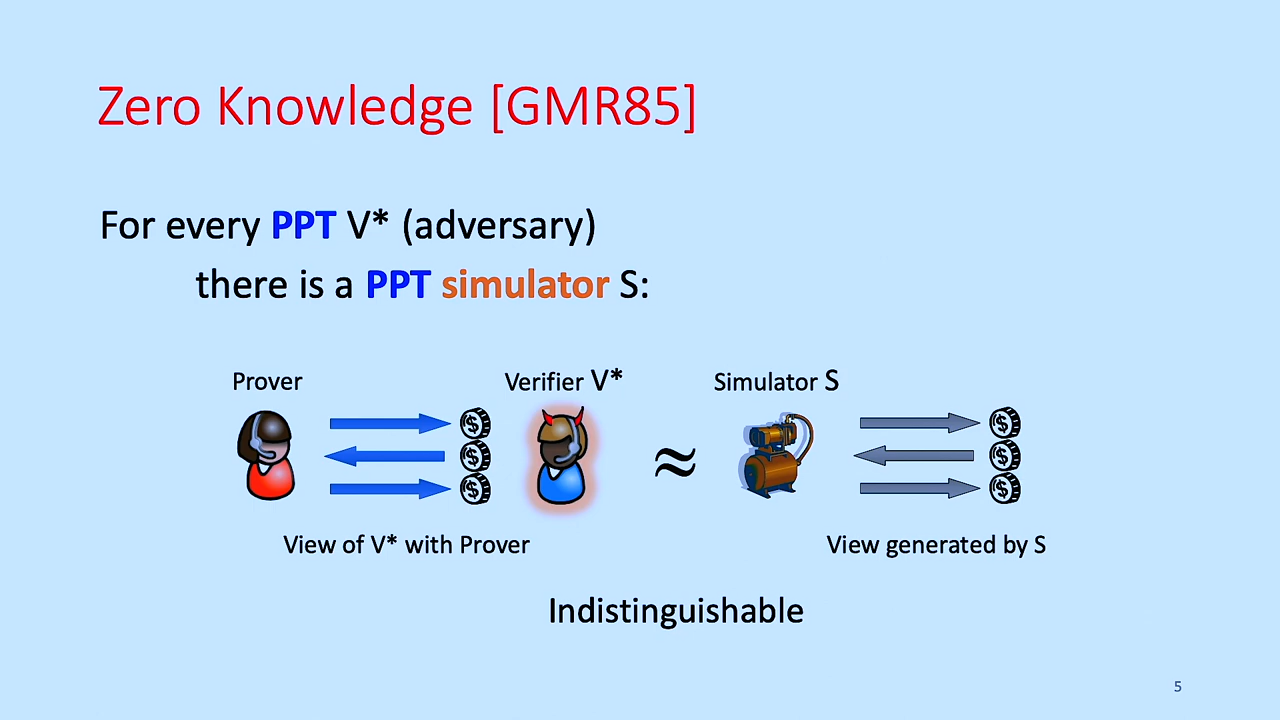 Zero Knowledge [GMR85]
For every PPT V* (adversary)
there is a PPT simulator S:
Prover
Verifier V*
Simulator S
≈
View of V* with Prover
View generated by S
Indistinguishable
5